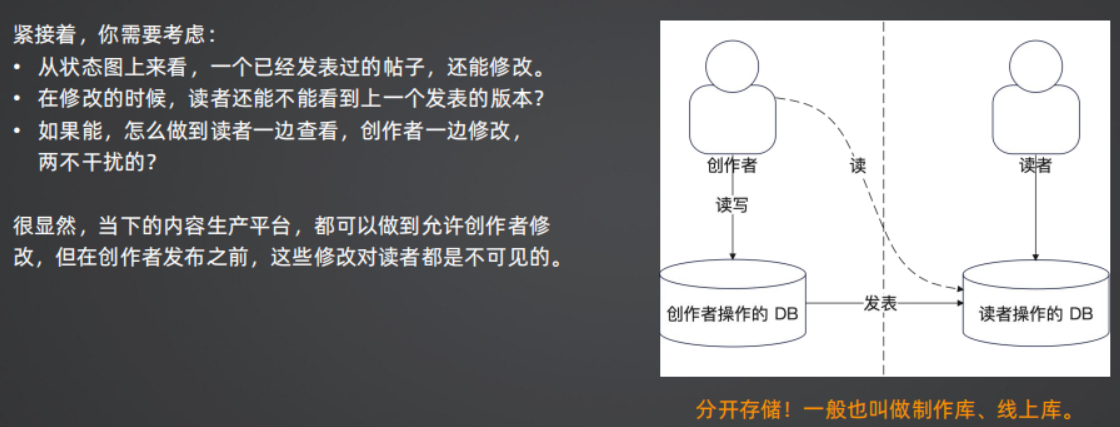 紧接着，你需要考虑：
• 从状态图上来看，一个已经发表过的帖子，还能修改。
• 在修改的时候，读者还能不能看到上一个发表的版本？
• 如果能，怎么做到读者一边查看，创作者一边修改，
两不干扰的？
很显然，当下的内容生产平台，都可以做到允许创作者修
改，但在创作者发布之前，这些修改对读者都是不可见的。
创作者
读
读者
读写
发表
创作者操作的 DB
读者操作的 DB
分开存储！一般也叫做制作库、线上库。